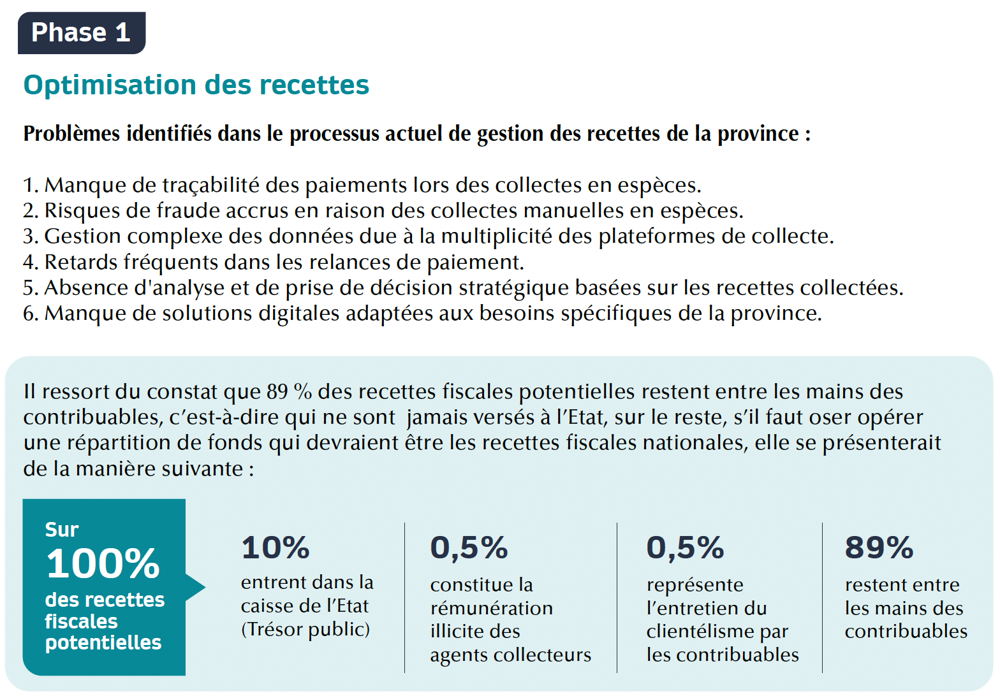 Phase 1
Optimisation des recettes
Problèmes identifiés dans le processus actuel de gestion des recettes de la province :
1. Manque de traçabilité des paiements lors des collectes en espèces.
2. Risques de fraude accrus en raison des collectes manuelles en espèces.
3. Gestion complexe des données due à la multiplicité des plateformes de collecte.
4. Retards fréquents dans les relances de paiement.
5. Absence d'analyse et de prise de décision stratégique basées sur les recettes collectées.
6. Manque de solutions digitales adaptées aux besoins spécifiques de la province.
Il ressort du constat que 89 % des recettes fiscales potentielles restent entre les mains des
contribuables, c’est-à-dire qui ne sont jamais versés à l’Etat, sur le reste, s’il faut oser opérer
une répartition de fonds qui devraient être les recettes fiscales nationales, elle se présenterait
de la manière suivante :
Sur
100%
des recettes
fiscales
potentielles
10%
entrent dans la
caisse de l’Etat
(Trésor public)
0,5%
constitue la
rémunération
illicite des
agents collecteurs
0,5%
représente
l’entretien du
clientélisme par
les contribuables
89%
restent entre
les mains des
contribuables